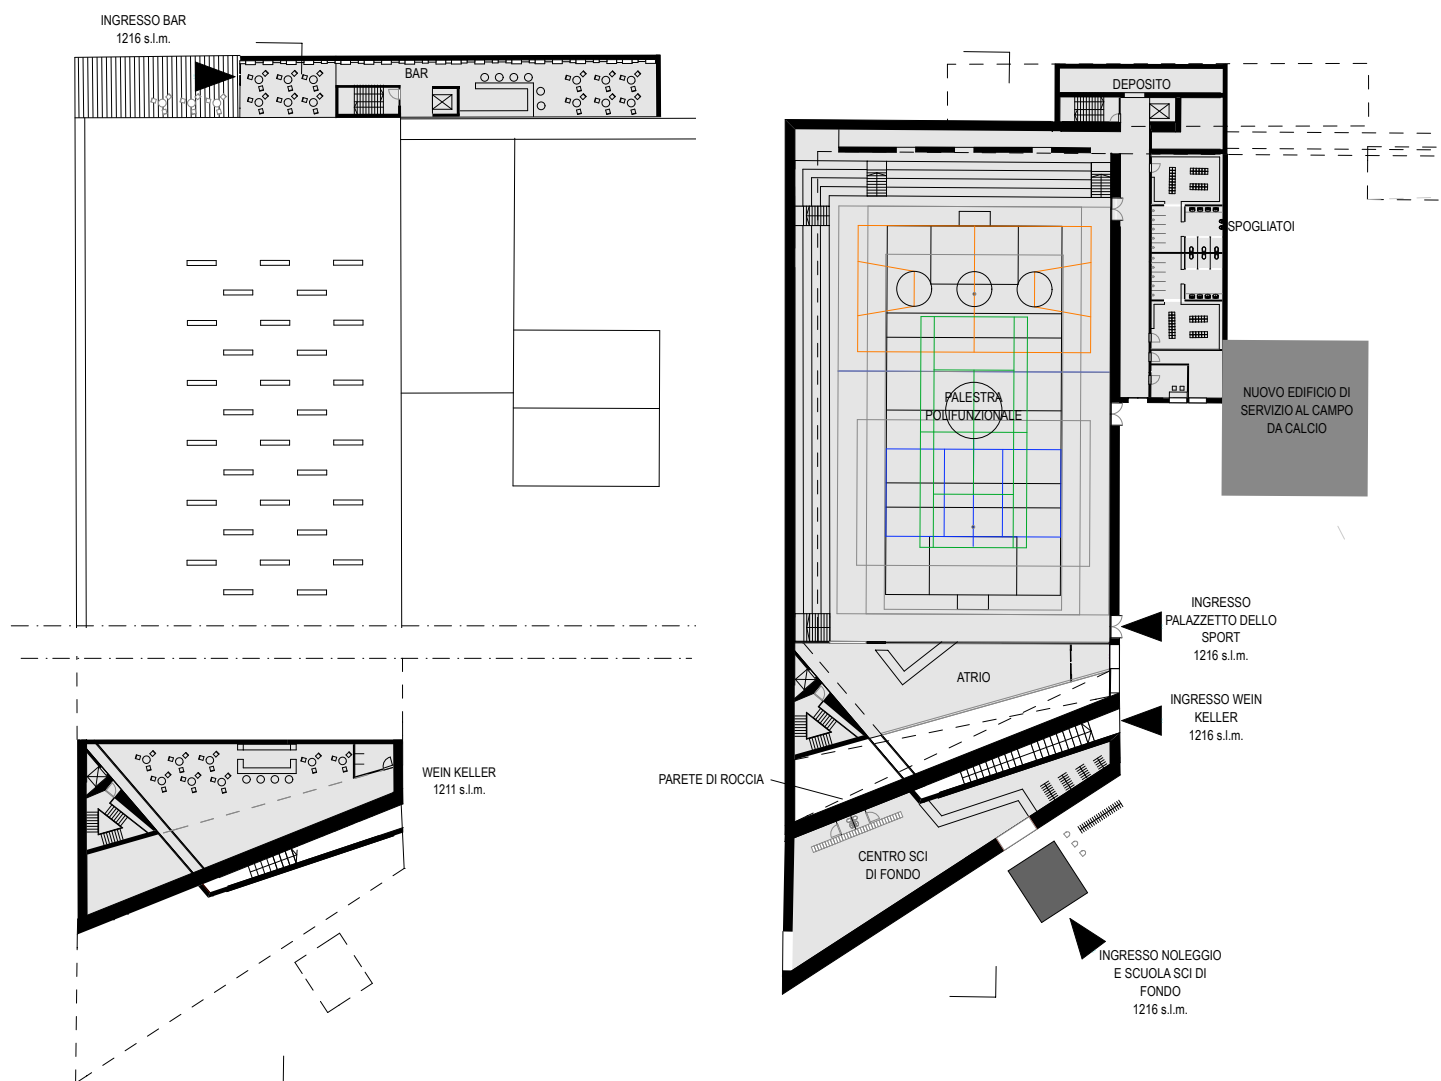 INGRESSO BAR
1216 s.l.m.
BAR
DEPOSITO
SPOGLIATOI
NUOVO EDIFICIO DI
SERVIZIO AL CAMPO
DA CALCIO
PALESTRA
POLIFUNZIONALE
INGRESSO
PALAZZETTO DELLO
SPORT
1216 s.l.m.
ATRIO
INGRESSO WEIN
KELLER
1216 s.l.m.
WEIN KELLER
1211 s.l.m.
PARETE DI ROCCIA
CENTRO SCI
DI FONDO
INGRESSO NOLEGGIO
E SCUOLA SCI DI
FONDO
1216 s.l.m.